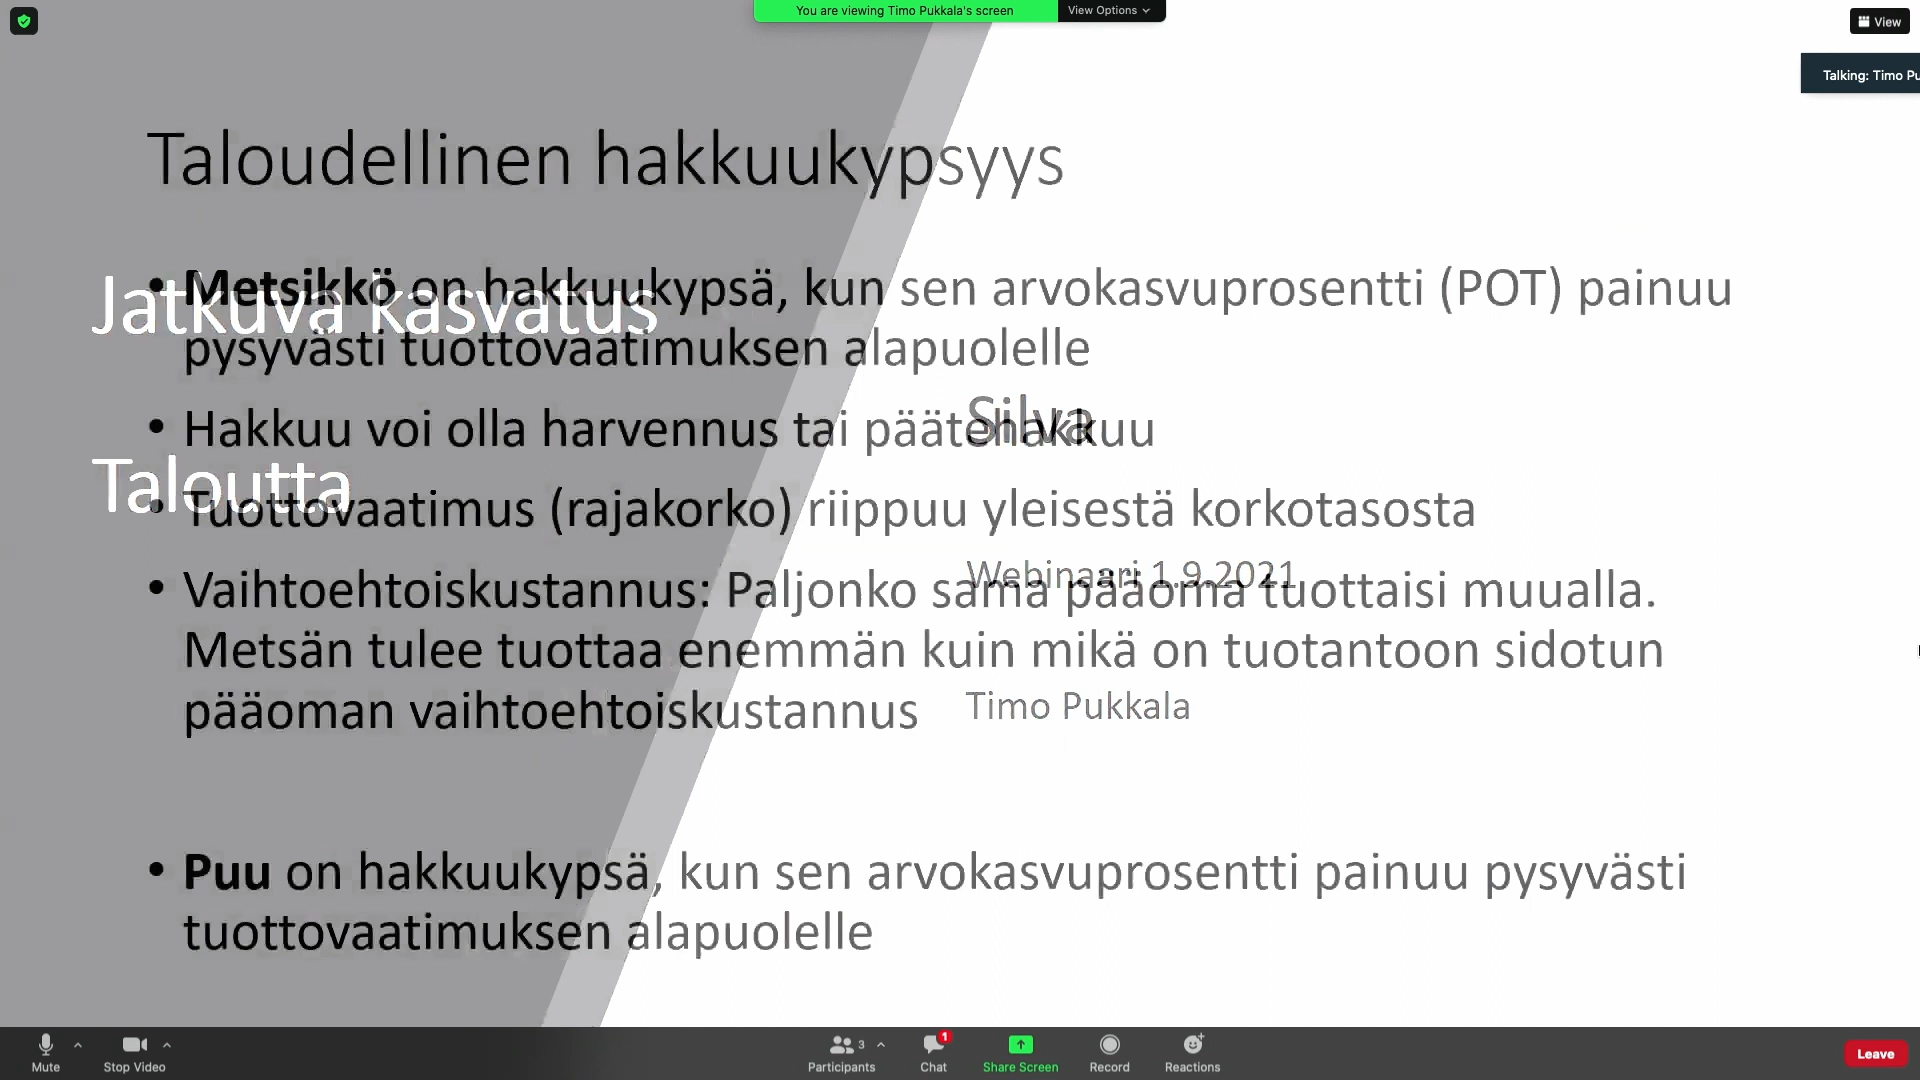 You are viewing Timo Pukkala's screen
View Options
View
Talking: Timo Pu
Taloudellinen hakkuukypsyys
• Metsikkö on hakkuukypsä, kun sen arvokasvuprosentti (POT) painuu
pysyvästi tuottovaatimuksen alapuolelle
Jatkuva kasvatus
• Hakkuu voi olla harvennus tai päätehakkuu
Silva
Taloutta
• Tuottovaatimus (rajakorko) riippuu yleisestä korkotasosta
Webinaari 1.9.2021
• Vaihtoehtoiskustannus: Paljonko sama pääoma tuottaisi muualla.
Metsän tulee tuottaa enemmän kuin mikä on tuotantoon sidotun
pääoman vaihtoehtoiskustannus
Timo Pukkala
• Puu on hakkuukypsä, kun sen arvokasvuprosentti painuu pysyvästi
tuottovaatimuksen alapuolelle
Mute
Stop Video
3
Participants
1
Chat
Share Screen
Record
Reactions
Leave